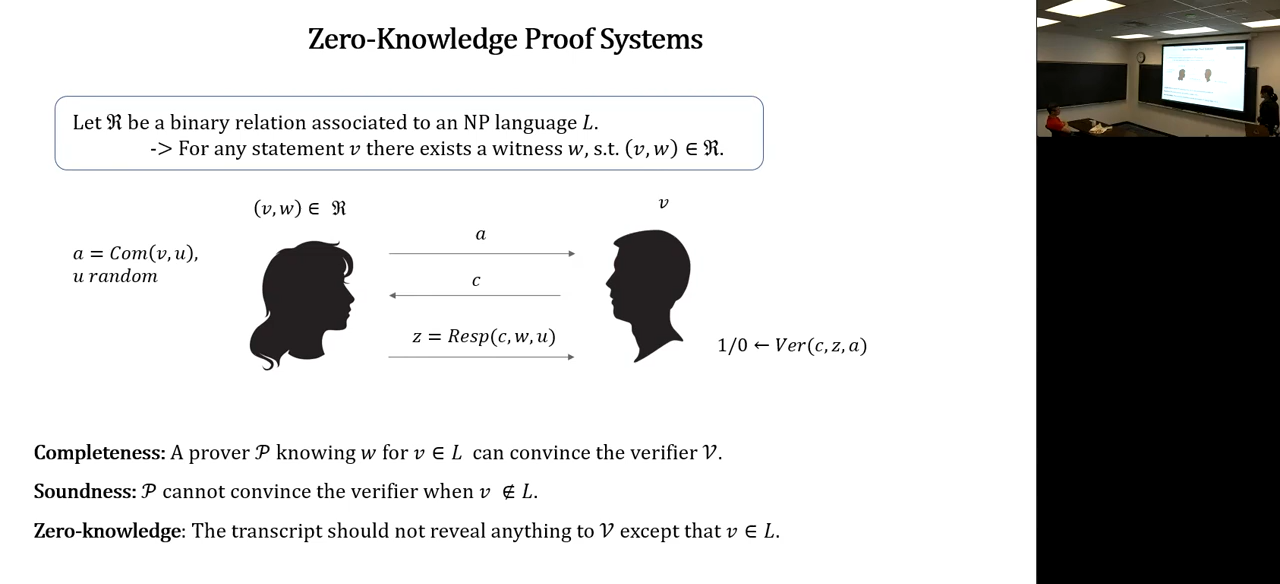 Zero-Knowledge Proof Systems
Let ℜ be a binary relation associated to an NP language L.
-> For any statement v there exists a witness w, s.t. (v, w) ∈ ℜ.
(v, w) ∈ ℜ
v
a = Com(v, u),
u random
a
c
z = Resp(c, w, u)
1/0 ← Ver(c, z, a)
Completeness: A prover 𝒫 knowing w for v ∈ L can convince the verifier 𝒱.
Soundness: 𝒫 cannot convince the verifier when v ∉ L.
Zero-knowledge: The transcript should not reveal anything to 𝒱 except that v ∈ L.